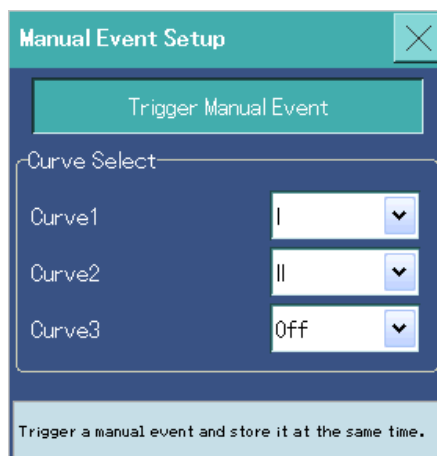 Manual Event Setup
Trigger Manual Event
Curve Select
Curve1 I
Curve2 II
Curve3 Off
Trigger a manual event and store it at the same time.